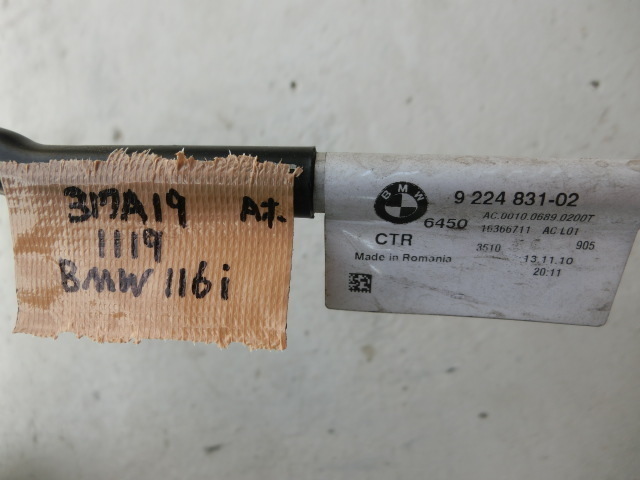 317A19 At.
1119
BMW 116i
BMW
9 224 831-02
AC.0010.0689.0200T
6450
16366711 AC L01
CTR
3510 905
Made in Romania
13.11.10
20:11